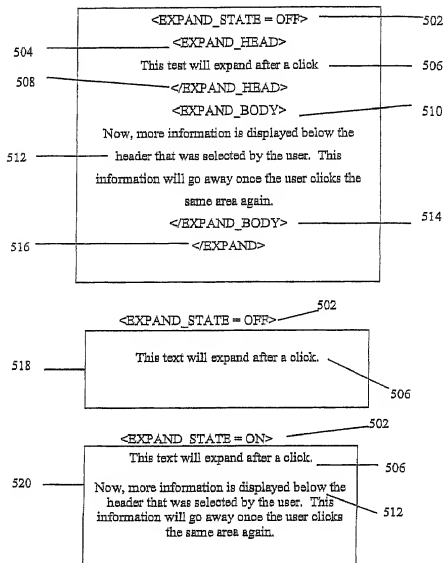 <EXPAND_STATE = OFF> 502
504 <EXPAND_HEAD>
This test will expand after a click 506
508 </EXPAND_HEAD>
<EXPAND_BODY> 510
Now, more information is displayed below the
512 header that was selected by the user. This
information will go away once the user clicks the
same area again.
</EXPAND_BODY> 514
516 </EXPAND>
<EXPAND_STATE = OFF> 502
518 This text will expand after a click.
506
<EXPAND STATE = ON> 502
This text will expand after a click. 506
520 Now, more information is displayed below the
header that was selected by the user. This 512
information will go away once the user clicks
the same area again.